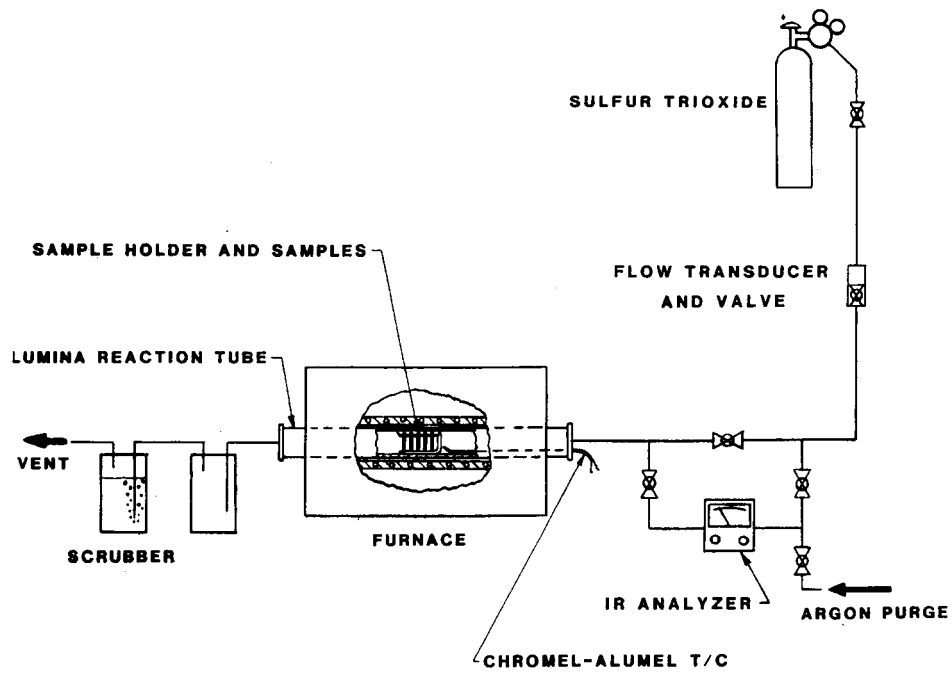 SULFUR TRIOXIDE
SAMPLE HOLDER AND SAMPLES
FLOW TRANSDUCER
AND VALVE
LUMINA REACTION TUBE
VENT
SCRUBBER
FURNACE
IR ANALYZER
ARGON PURGE
CHROMEL-ALUMEL T/C